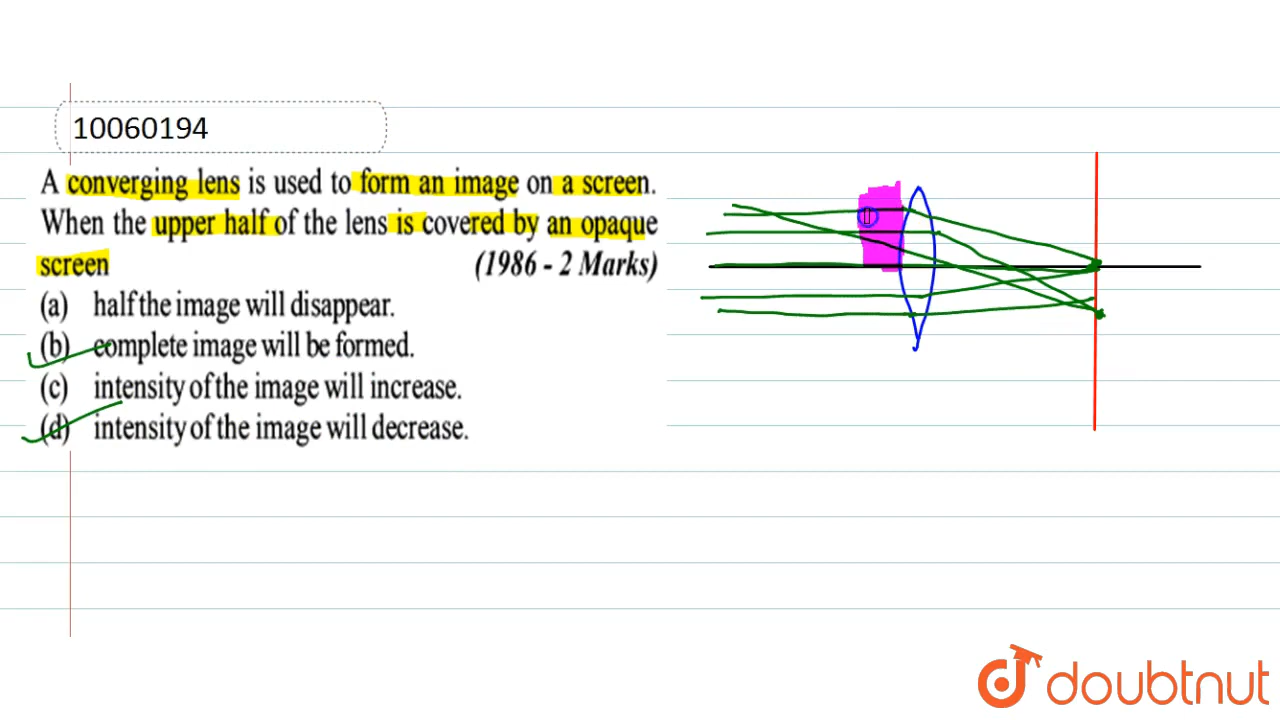 10060194
A converging lens is used to form an image on a screen.
When the upper half of the lens is covered by an opaque
screen (1986 - 2 Marks)
(a) half the image will disappear.
(b) complete image will be formed.
(c) intensity of the image will increase.
(d) intensity of the image will decrease.
doubtnut